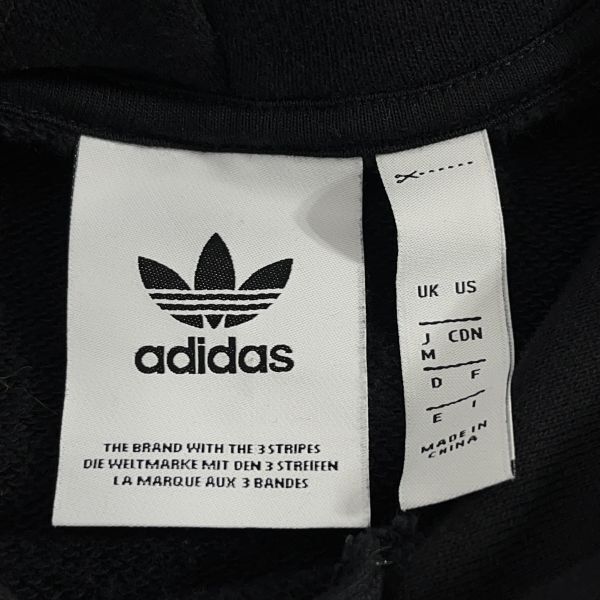 adidas
THE BRAND WITH THE 3 STRIPES
DIE WELTMARKE MIT DEN 3 STREIFEN
LA MARQUE AUX 3 BANDES
UK US
J CDN
M
D F
E I
MADE IN
CHINA